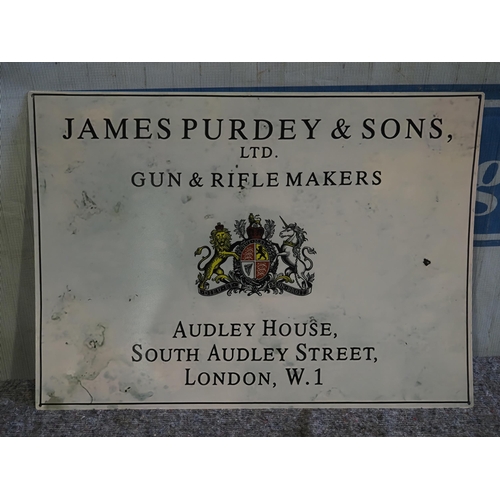 JAMES PURDEY & SONS,
LTD.
GUN & RIFLE MAKERS
AUDLEY HOUSE,
SOUTH AUDLEY STREET,
LONDON, W.1